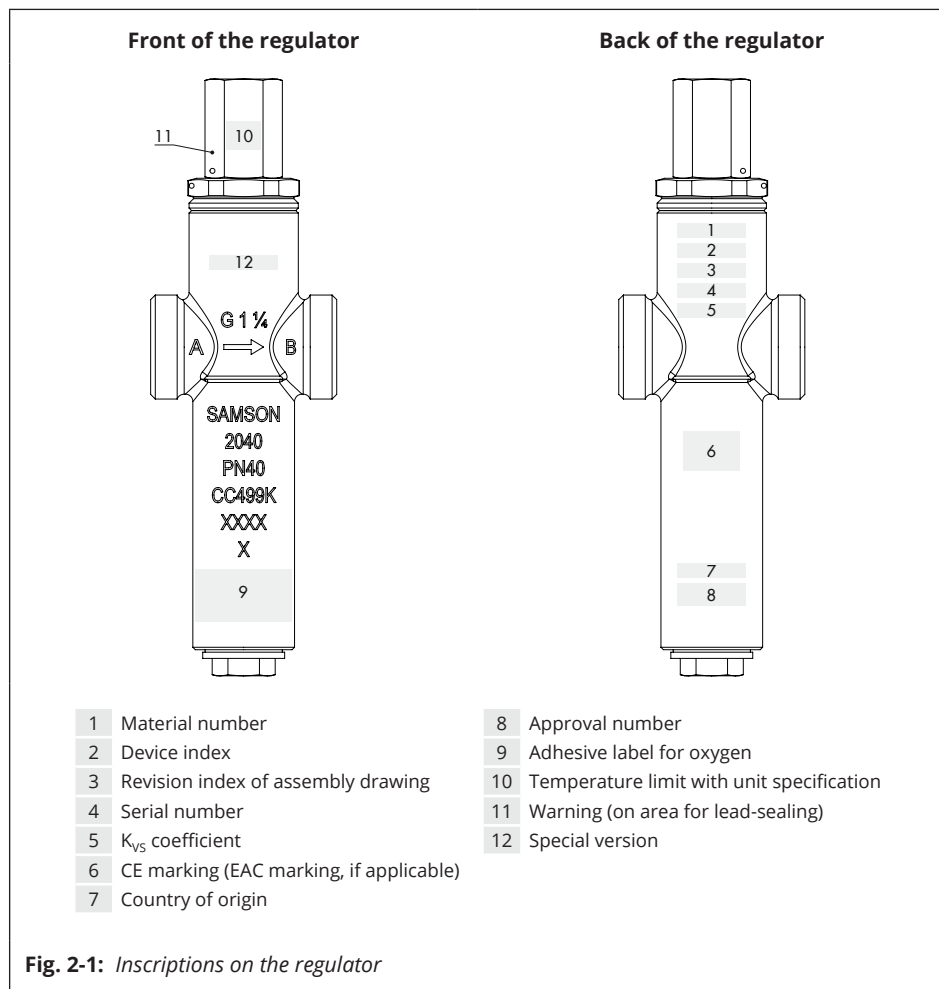 Front of the regulator
Back of the regulator
11
10
12
G 1 ¼
A
B
SAMSON
2040
PN40
CC499K
XXXX
X
9
1
2
3
4
5
6
7
8
1 Material number
2 Device index
3 Revision index of assembly drawing
4 Serial number
5 KVS coefficient
6 CE marking (EAC marking, if applicable)
7 Country of origin
8 Approval number
9 Adhesive label for oxygen
10 Temperature limit with unit specification
11 Warning (on area for lead-sealing)
12 Special version
Fig. 2-1: Inscriptions on the regulator